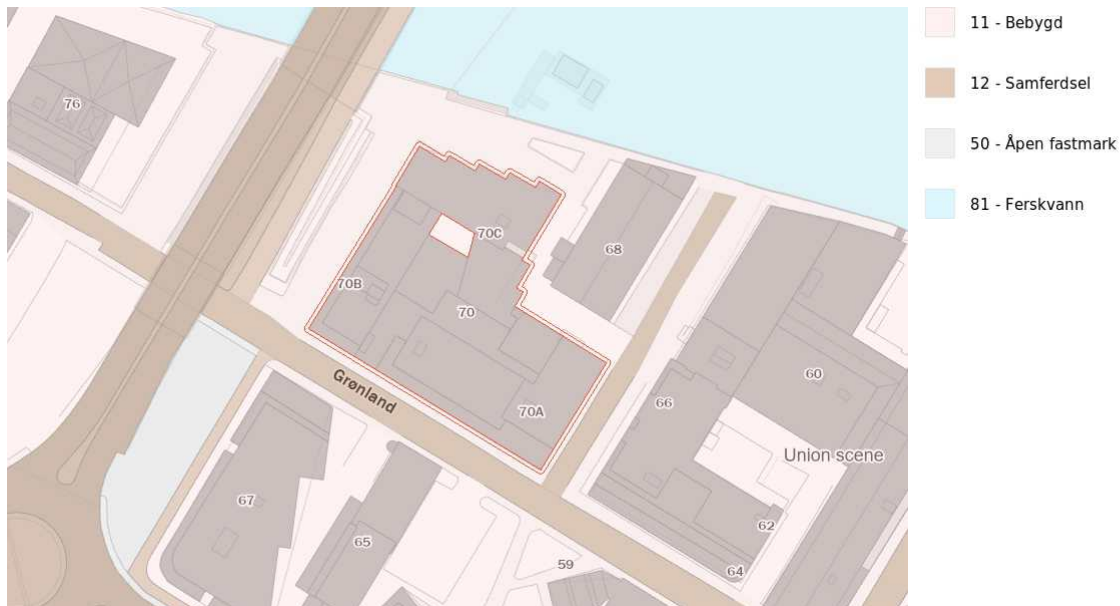 76
70C
68
70B
70
60
66
Grønland
70A
Union scene
67
62
65
59
64
11 - Bebygd
12 - Samferdsel
50 - Åpen fastmark
81 - Ferskvann